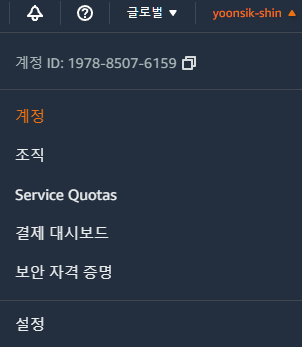 글로벌 ▼ yoonsik-shin ▲
계정 ID: 1978-8507-6159
계정
조직
Service Quotas
결제 대시보드
보안 자격 증명
설정